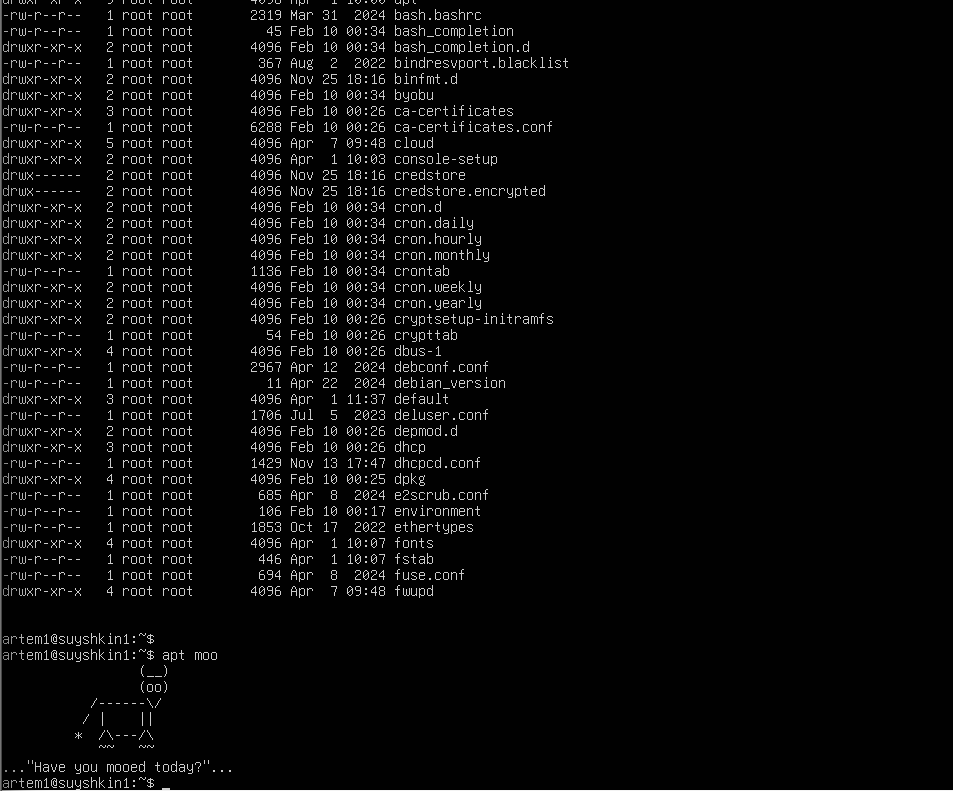 -rw-r--r--   1 root root       2319 Mar 31  2024 bash.bashrc
-rw-r--r--   1 root root         45 Feb 10 00:34 bash_completion
drwxr-xr-x   2 root root       4096 Feb 10 00:34 bash_completion.d
-rw-r--r--   1 root root        367 Aug  2  2022 bindresvport.blacklist
drwxr-xr-x   2 root root       4096 Nov 25 18:16 binfmt.d
drwxr-xr-x   2 root root       4096 Feb 10 00:34 byobu
drwxr-xr-x   3 root root       4096 Feb 10 00:26 ca-certificates
-rw-r--r--   1 root root       6288 Feb 10 00:26 ca-certificates.conf
drwxr-xr-x   5 root root       4096 Apr  7 09:48 cloud
drwxr-xr-x   2 root root       4096 Apr  1 10:03 console-setup
drwx------   2 root root       4096 Nov 25 18:16 credstore
drwx------   2 root root       4096 Nov 25 18:16 credstore.encrypted
drwxr-xr-x   2 root root       4096 Feb 10 00:34 cron.d
drwxr-xr-x   2 root root       4096 Feb 10 00:34 cron.daily
drwxr-xr-x   2 root root       4096 Feb 10 00:34 cron.hourly
drwxr-xr-x   2 root root       4096 Feb 10 00:34 cron.monthly
-rw-r--r--   1 root root       1136 Feb 10 00:34 crontab
drwxr-xr-x   2 root root       4096 Feb 10 00:34 cron.weekly
drwxr-xr-x   2 root root       4096 Feb 10 00:34 cron.yearly
drwxr-xr-x   2 root root       4096 Feb 10 00:26 cryptsetup-initramfs
-rw-r--r--   1 root root         54 Feb 10 00:26 crypttab
drwxr-xr-x   4 root root       4096 Feb 10 00:26 dbus-1
-rw-r--r--   1 root root       2967 Apr 12  2024 debconf.conf
-rw-r--r--   1 root root         11 Apr 22  2024 debian_version
drwxr-xr-x   3 root root       4096 Apr  1 11:37 default
-rw-r--r--   1 root root       1706 Jul  5  2023 deluser.conf
drwxr-xr-x   2 root root       4096 Feb 10 00:26 depmod.d
drwxr-xr-x   3 root root       4096 Feb 10 00:26 dhcp
-rw-r--r--   1 root root       1429 Nov 13 17:47 dhcpcd.conf
drwxr-xr-x   4 root root       4096 Feb 10 00:25 dpkg
-rw-r--r--   1 root root        685 Apr  8  2024 e2scrub.conf
-rw-r--r--   1 root root        106 Feb 10 00:17 environment
-rw-r--r--   1 root root       1853 Oct 17  2022 ethertypes
drwxr-xr-x   4 root root       4096 Apr  1 10:07 fonts
-rw-r--r--   1 root root        446 Apr  1 10:07 fstab
-rw-r--r--   1 root root        694 Apr  8  2024 fuse.conf
drwxr-xr-x   4 root root       4096 Apr  7 09:48 fwupd
artem1@suyshkin1:~$
artem1@suyshkin1:~$ apt moo
                 (__)
                 (oo)
           /------\/
          / |    ||
         *  /\---/\
            ~~   ~~
..."Have you mooed today?"...
artem1@suyshkin1:~$ _